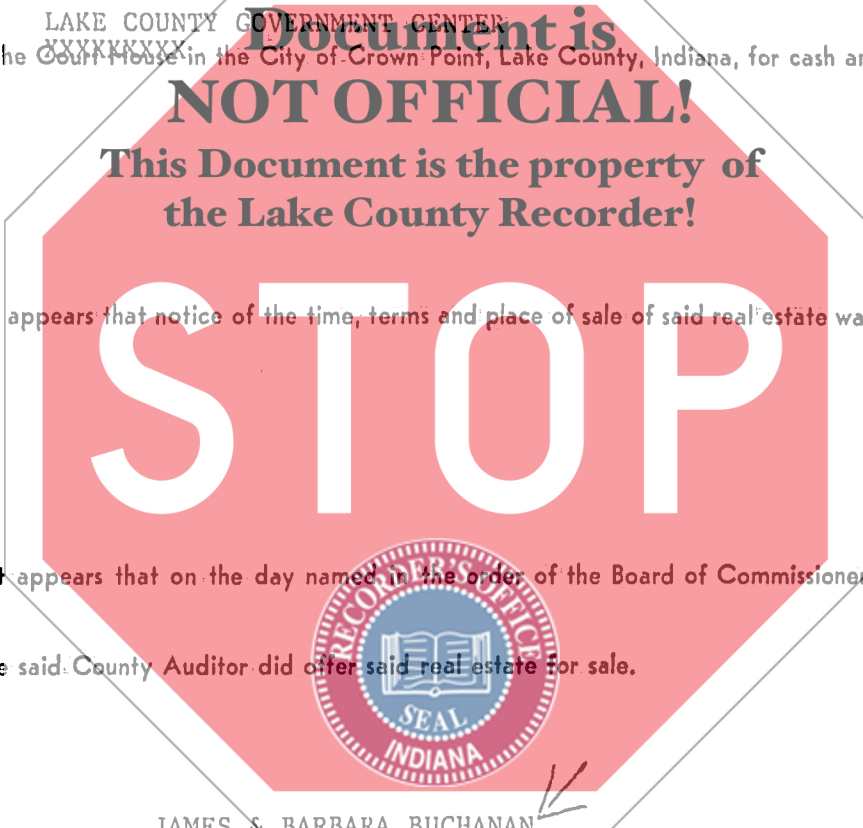 LAKE COUNTY GOVERNMENT CENTER
Document is
he Court House in the City of Crown Point, Lake County, Indiana, for cash an
NOT OFFICIAL!
This Document is the property of
the Lake County Recorder!
appears that notice of the time, terms and place of sale of said real estate wa
STOP
t appears that on the day named in the order of the Board of Commissioner
RECORDER'S OFFICE
e said County Auditor did offer said real estate for sale.
SEAL
INDIANA
JAMES & BARBARA BUCHANAN